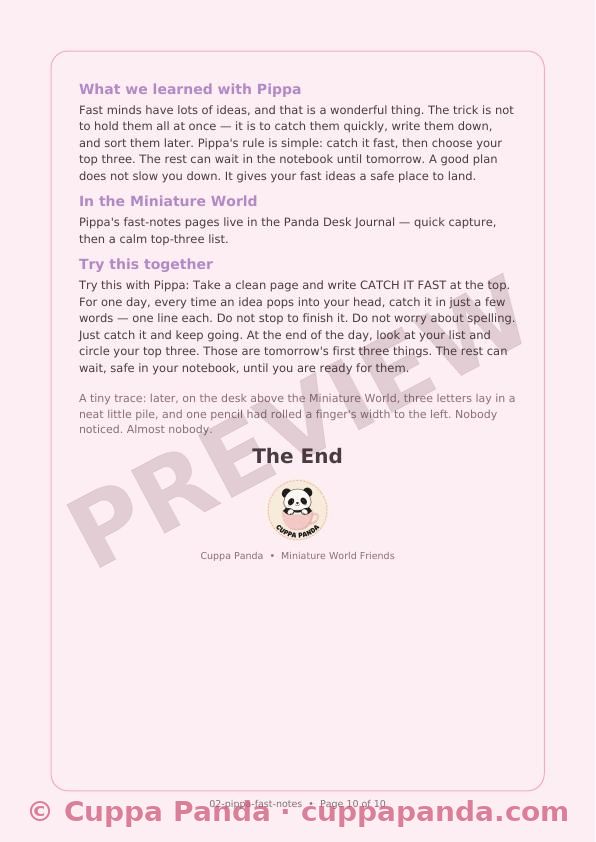 What we learned with Pippa
Fast minds have lots of ideas, and that is a wonderful thing. The trick is not
to hold them all at once — it is to catch them quickly, write them down,
and sort them later. Pippa's rule is simple: catch it fast, then choose your
top three. The rest can wait in the notebook until tomorrow. A good plan
does not slow you down. It gives your fast ideas a safe place to land.
In the Miniature World
Pippa's fast-notes pages live in the Panda Desk Journal — quick capture,
then a calm top-three list.
Try this together
Try this with Pippa: Take a clean page and write CATCH IT FAST at the top.
For one day, every time an idea pops into your head, catch it in just a few
words — one line each. Do not stop to finish it. Do not worry about spelling.
Just catch it and keep going. At the end of the day, look at your list and
circle your top three. Those are tomorrow's first three things. The rest can
wait, safe in your notebook, until you are ready for them.
A tiny trace: later, on the desk above the Miniature World, three letters lay in a
neat little pile, and one pencil had rolled a finger's width to the left. Nobody
noticed. Almost nobody.
PREVIEW
The End
CUPPA PANDA
Cuppa Panda • Miniature World Friends
02-pippa-fast-notes • Page 10 of 10
© Cuppa Panda · cuppapanda.com